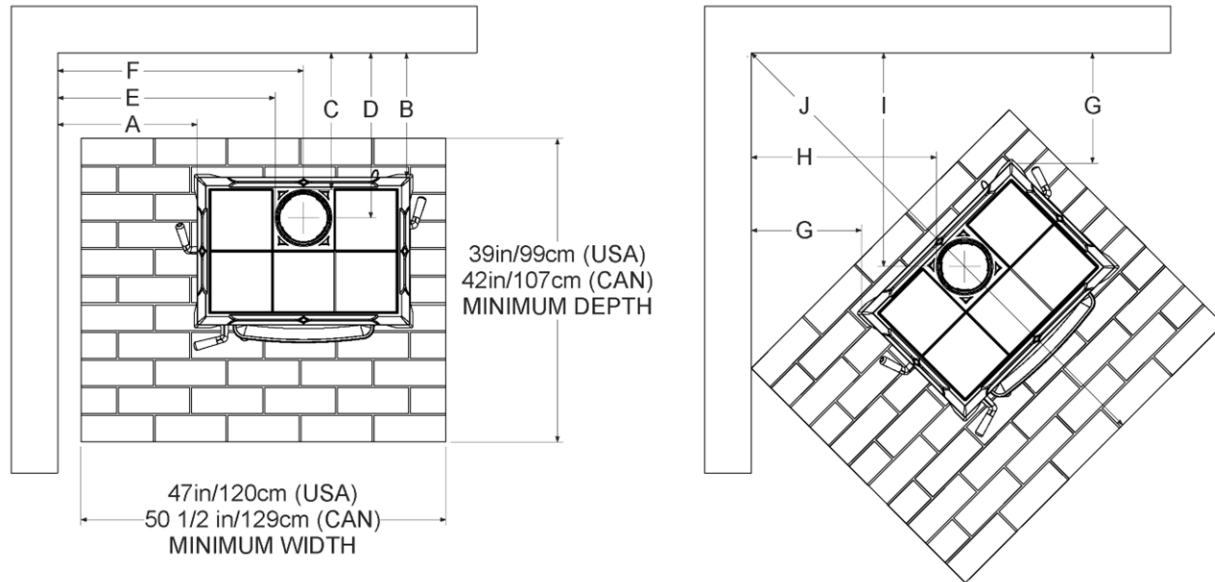 F
E
A
C
D
B
39in/99cm (USA)
42in/107cm (CAN)
MINIMUM DEPTH
47in/120cm (USA)
50 1/2 in/129cm (CAN)
MINIMUM WIDTH
J
I
G
H
G